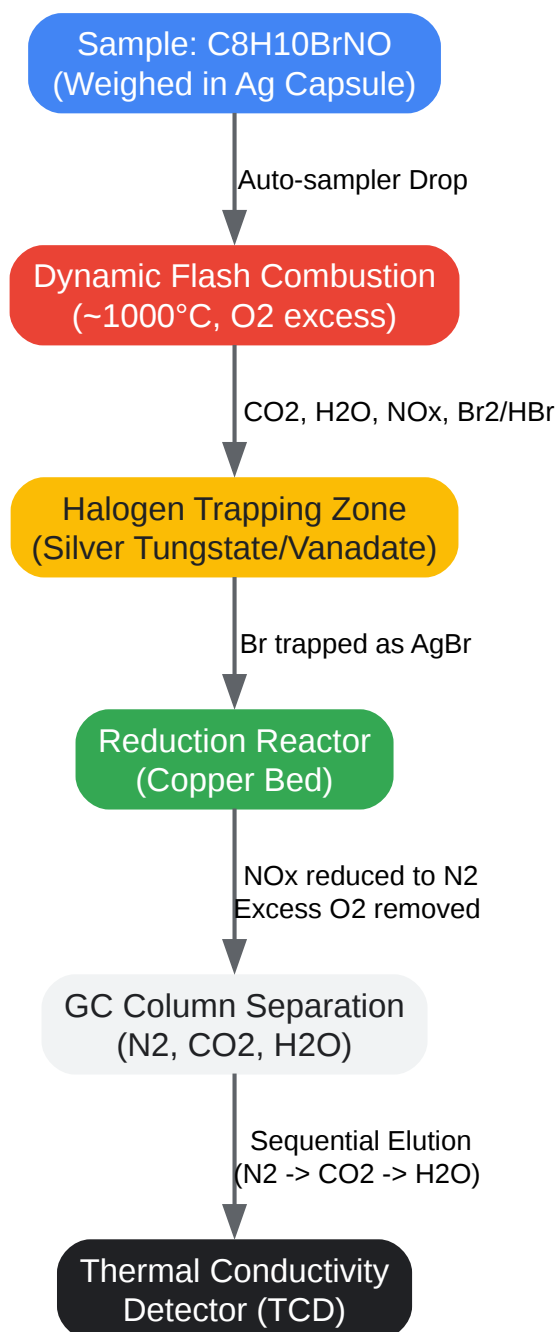 Sample: C8H10BrNO
(Weighed in Ag Capsule)
Auto-sampler Drop
Dynamic Flash Combustion
(~1000°C, O2 excess)
CO2, H2O, NOx, Br2/HBr
Halogen Trapping Zone
(Silver Tungstate/Vanadate)
Br trapped as AgBr
Reduction Reactor
(Copper Bed)
NOx reduced to N2
Excess O2 removed
GC Column Separation
(N2, CO2, H2O)
Sequential Elution
(N2 -> CO2 -> H2O)
Thermal Conductivity
Detector (TCD)